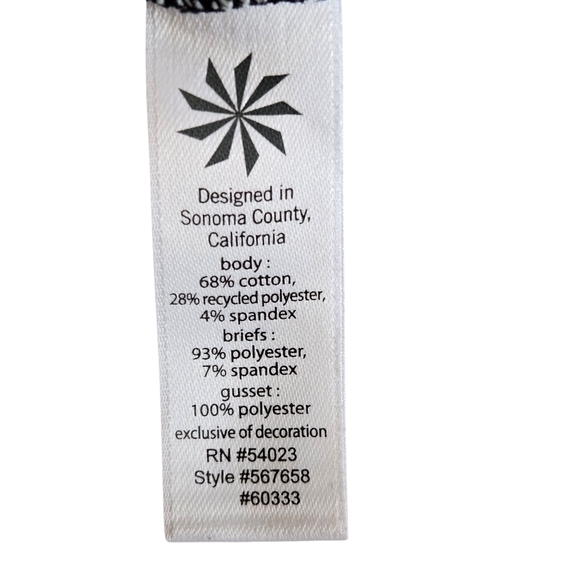 Designed in
Sonoma County,
California
body :
68% cotton,
28% recycled polyester,
4% spandex
briefs :
93% polyester,
7% spandex
gusset :
100% polyester
exclusive of decoration
RN #54023
Style #567658
#60333